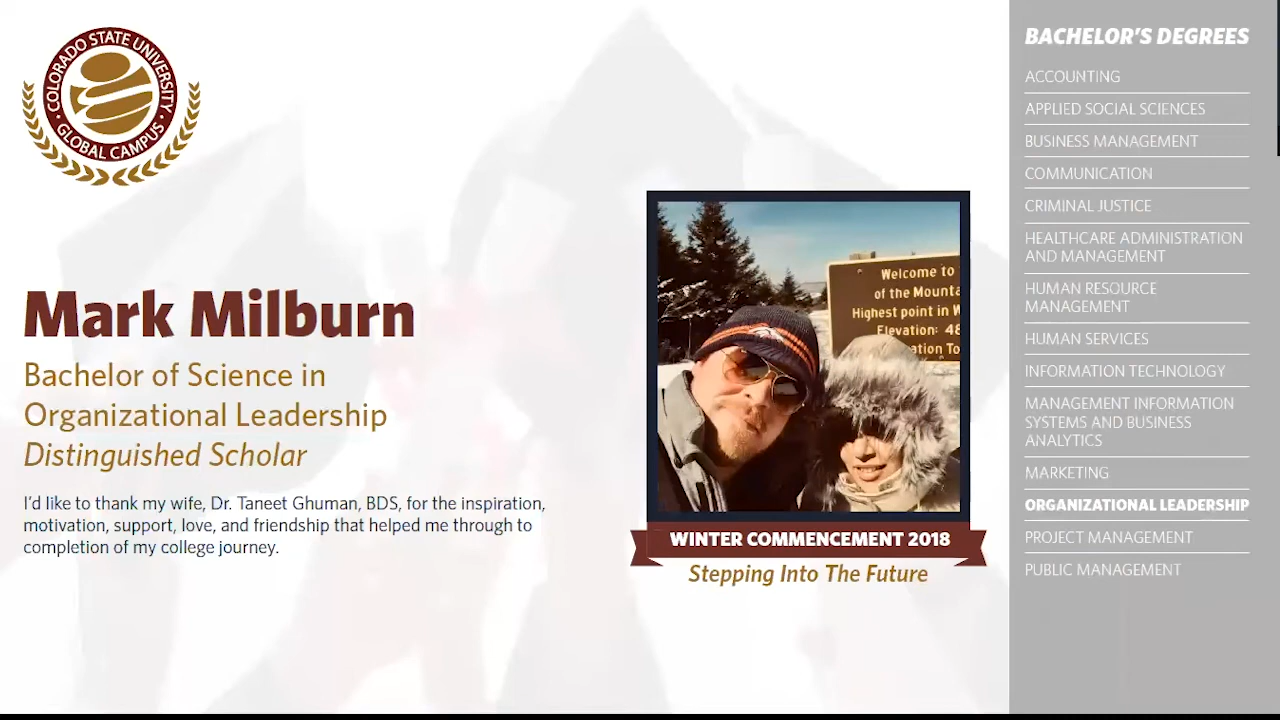 COLORADO STATE UNIVERSITY
GLOBAL CAMPUS
Mark Milburn
Bachelor of Science in
Organizational Leadership
Distinguished Scholar
I'd like to thank my wife, Dr. Taneet Ghuman, BDS, for the inspiration,
motivation, support, love, and friendship that helped me through to
completion of my college journey.
Welcome to
of the Mounta
Highest point in W
Elevation: 48
ation To
WINTER COMMENCEMENT 2018
Stepping Into The Future
BACHELOR'S DEGREES
ACCOUNTING
APPLIED SOCIAL SCIENCES
BUSINESS MANAGEMENT
COMMUNICATION
CRIMINAL JUSTICE
HEALTHCARE ADMINISTRATION
AND MANAGEMENT
HUMAN RESOURCE
MANAGEMENT
HUMAN SERVICES
INFORMATION TECHNOLOGY
MANAGEMENT INFORMATION
SYSTEMS AND BUSINESS
ANALYTICS
MARKETING
ORGANIZATIONAL LEADERSHIP
PROJECT MANAGEMENT
PUBLIC MANAGEMENT